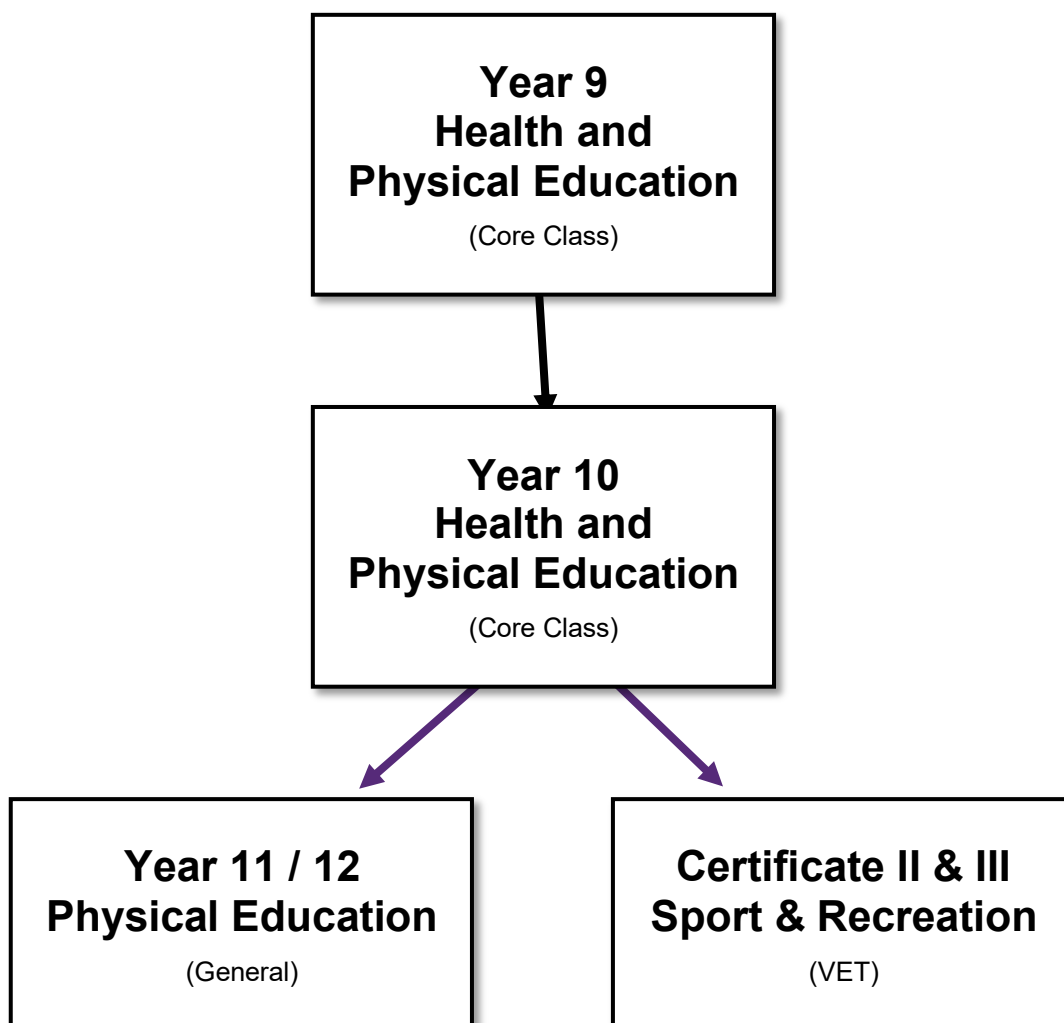 Year 9
Health and
Physical Education
(Core Class)
Year 10
Health and
Physical Education
(Core Class)
Year 11 / 12
Physical Education
(General)
Certificate II & III
Sport & Recreation
(VET)